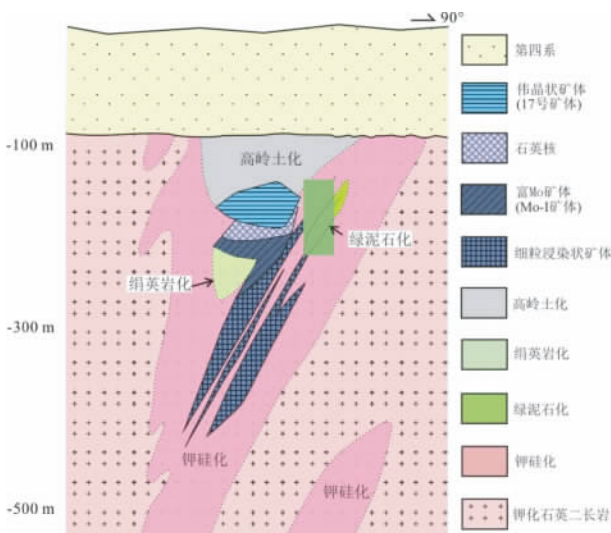 90°
第四系
伟晶状矿体
(17号矿体)
-100 m
石英核
高岭土化
富Mo矿体
(Mo-1矿体)
绿泥石化
细粒浸染状矿体
绢英岩化
高岭土化
-300 m
绢英岩化
绿泥石化
钾硅化
钾硅化
钾硅化
-500 m
钾化石英二长岩